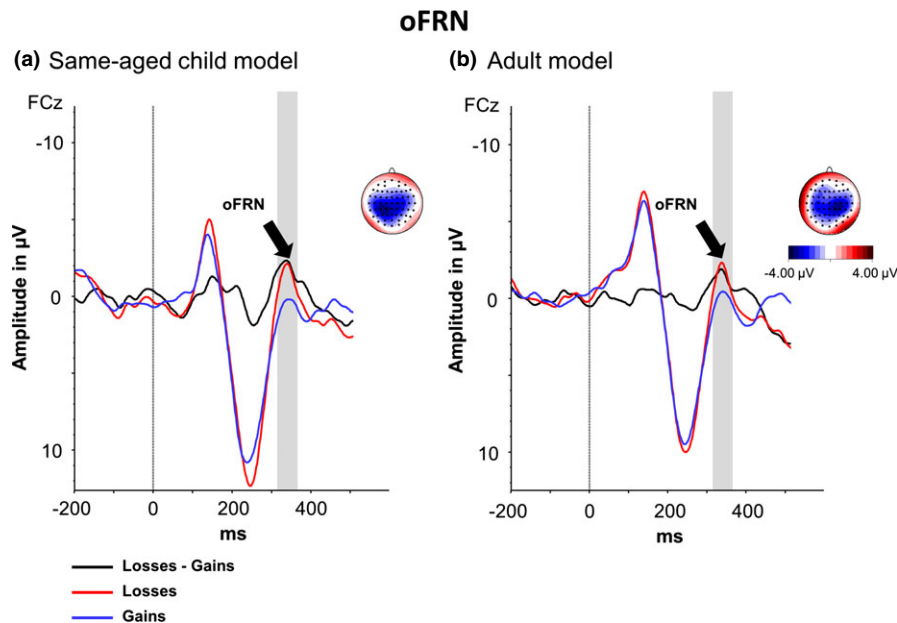 oFRN
(a) Same-aged child model
FCz
-10
0
10
Amplitude in µV
oFRN
-200 0 200 400
ms
(b) Adult model
FCz
-10
0
10
Amplitude in µV
oFRN
-4.00 µV 4.00 µV
-200 0 200 400
ms
Losses - Gains
Losses
Gains